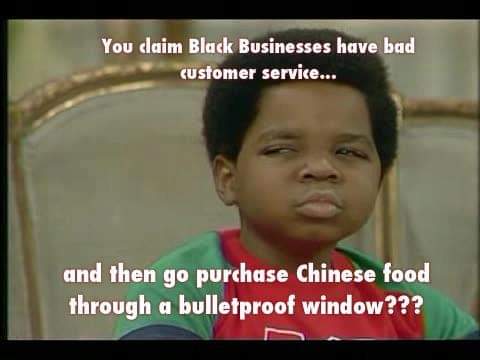 You claim Black Businesses have bad
customer service...
and then go purchase Chinese food
through a bulletproof window???